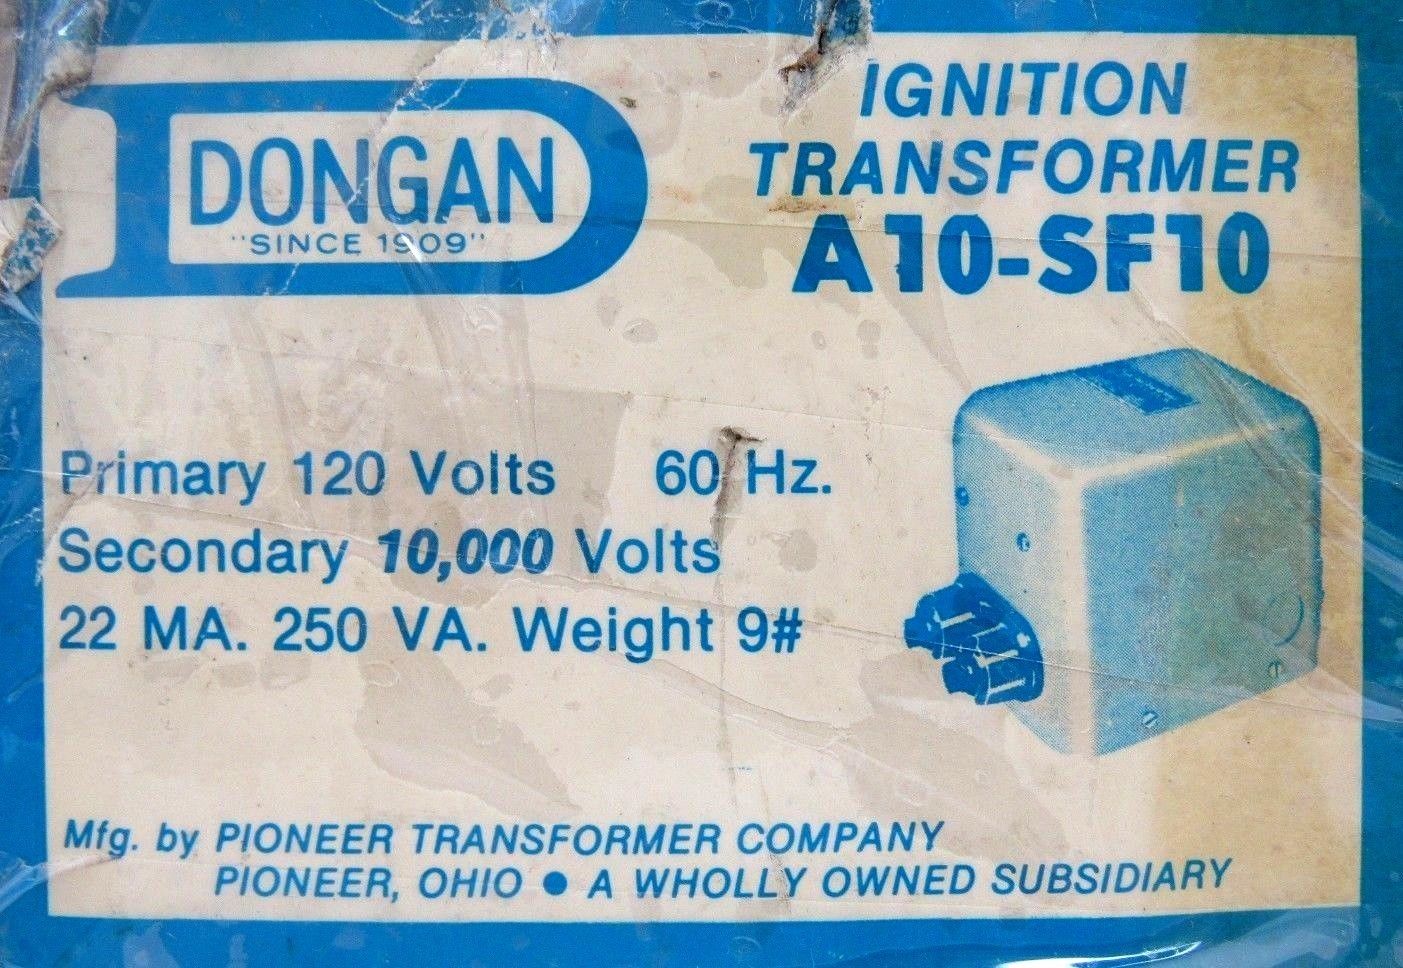 DONGAN
"SINCE 1909"
IGNITION
TRANSFORMER
A10-SF10
Primary 120 Volts 60 Hz.
Secondary 10,000 Volts
22 MA. 250 VA. Weight 9#
Mfg. by PIONEER TRANSFORMER COMPANY
PIONEER, OHIO ● A WHOLLY OWNED SUBSIDIARY